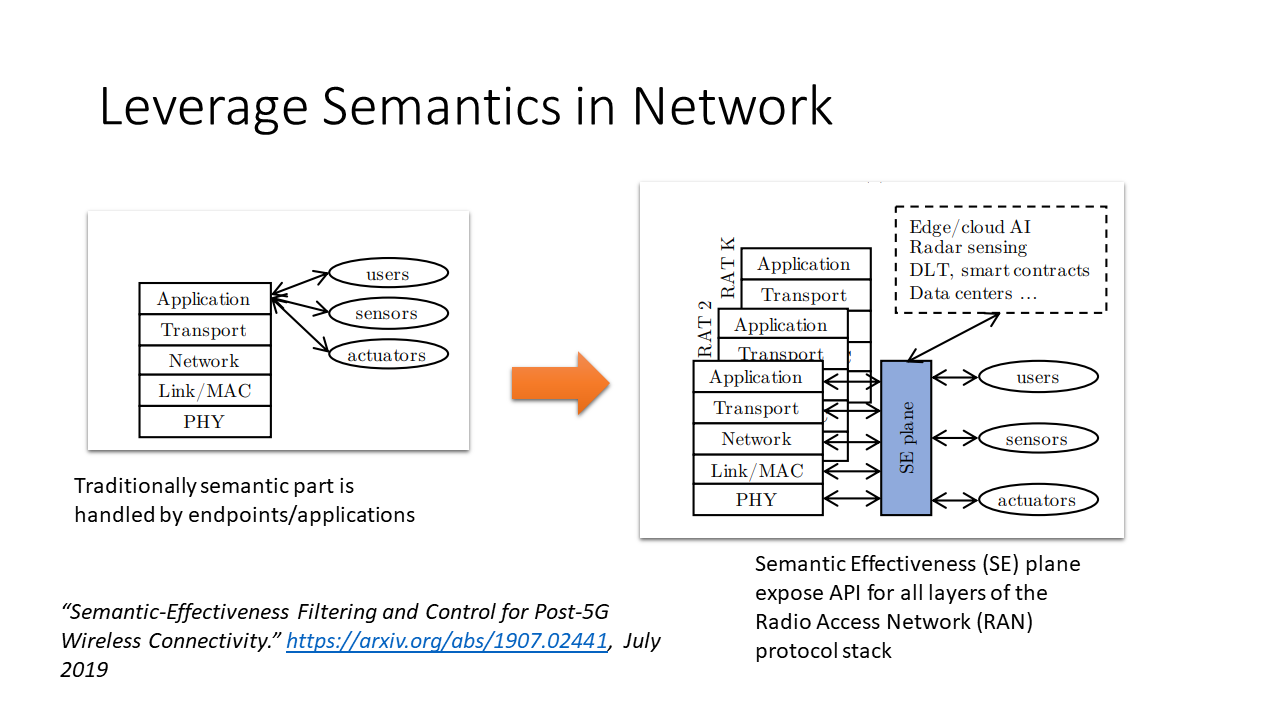 Leverage Semantics in Network
users
sensors
actuators
Application
Transport
Network
Link/MAC
PHY
Traditionally semantic part is
handled by endpoints/applications
RAT K
Application
Transport
RAT 2
Application
Transport
Application
Transport
Network
Link/MAC
PHY
SE plane
Edge/cloud AI
Radar sensing
DLT, smart contracts
Data centers ...
users
sensors
actuators
Semantic Effectiveness (SE) plane
expose API for all layers of the
Radio Access Network (RAN)
protocol stack
“Semantic-Effectiveness Filtering and Control for Post-5G
Wireless Connectivity.” https://arxiv.org/abs/1907.02441, July
2019